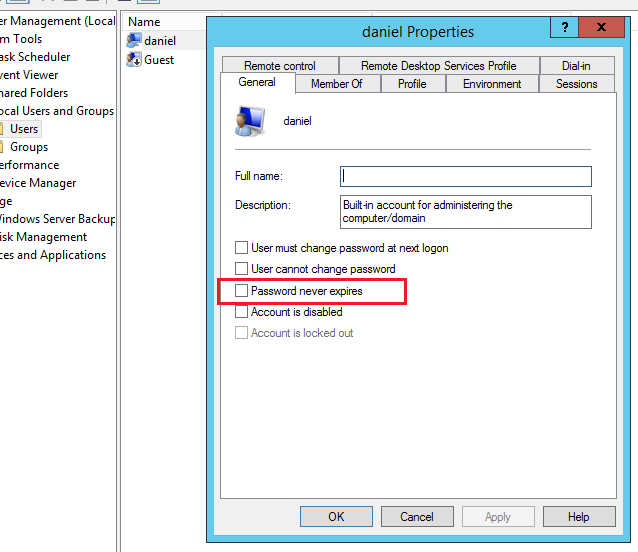 er Management (Local
m Tools
ask Scheduler
vent Viewer
hared Folders
ocal Users and Groups
Users
Groups
erformance
evice Manager
ge
Windows Server Backup
isk Management
ces and Applications
Name
daniel
Guest
daniel Properties
?
X
Remote control
Remote Desktop Services Profile
Dial-in
General
Member Of
Profile
Environment
Sessions
daniel
Full name:
Description:
Built-in account for administering the
computer/domain
User must change password at next logon
User cannot change password
Password never expires
Account is disabled
Account is locked out
OK
Cancel
Apply
Help